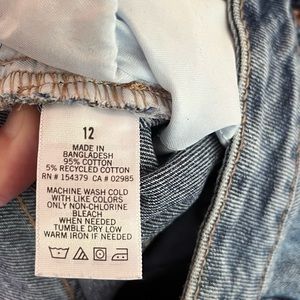 12
MADE IN
BANGLADESH
95% COTTON
5% RECYCLED COTTON
RN # 154379 CA # 02985
MACHINE WASH COLD
WITH LIKE COLORS
ONLY NON-CHLORINE
BLEACH
WHEN NEEDED
TUMBLE DRY LOW
WARM IRON IF NEEDED